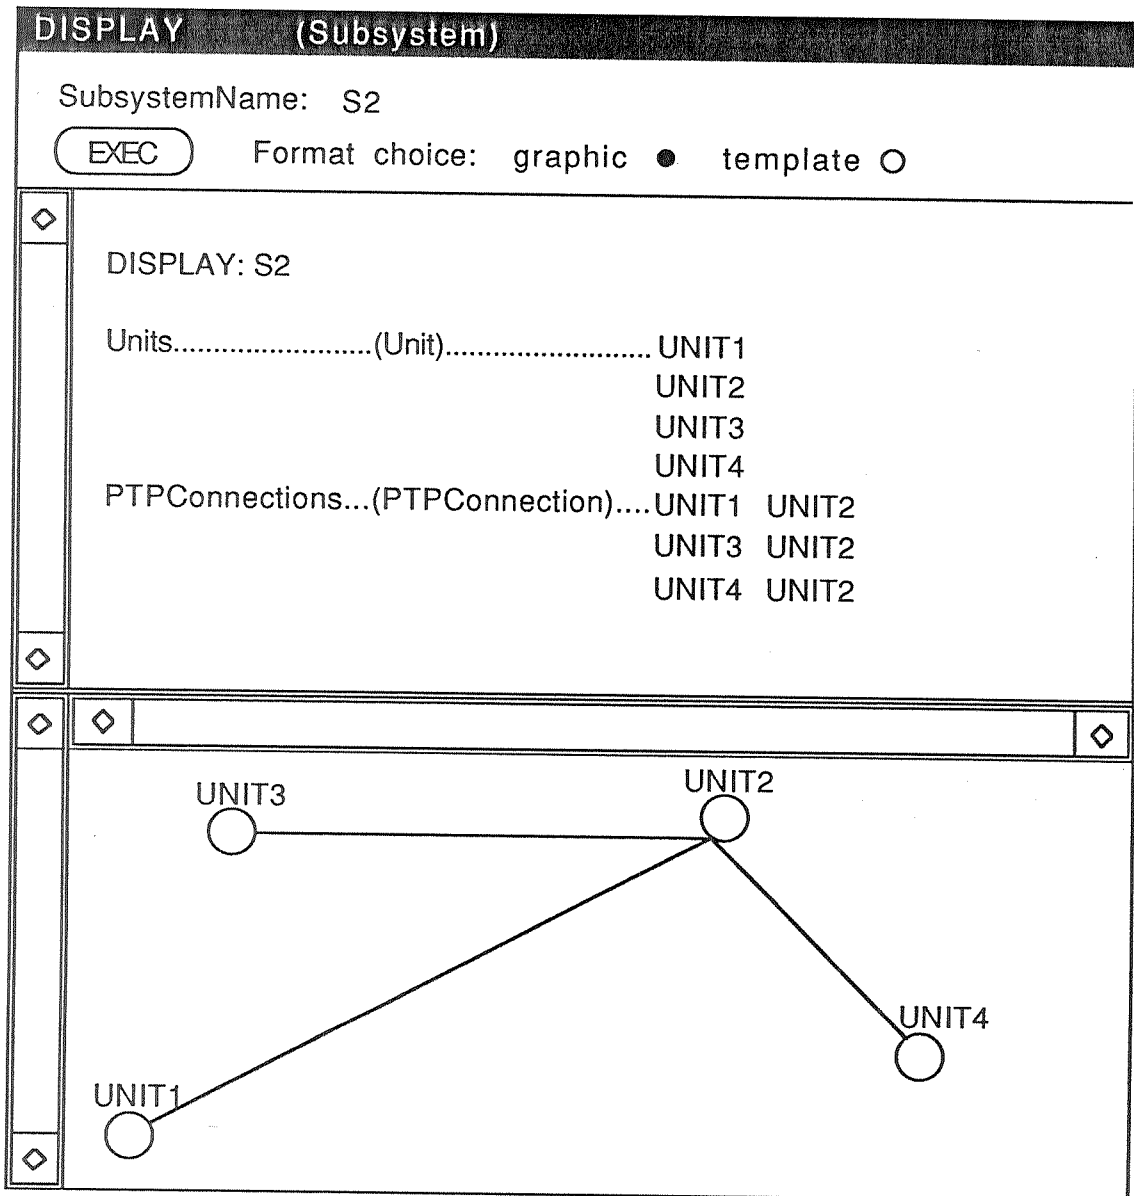 DISPLAY (Subsystem)
SubsystemName: S2
EXEC Format choice: graphic template
DISPLAY: S2
Units.........................(Unit).......................... UNIT1
UNIT2
UNIT3
UNIT4
PTPConnections...(PTPConnection)....UNIT1 UNIT2
UNIT3 UNIT2
UNIT4 UNIT2
UNIT3
UNIT2
UNIT4
UNIT1